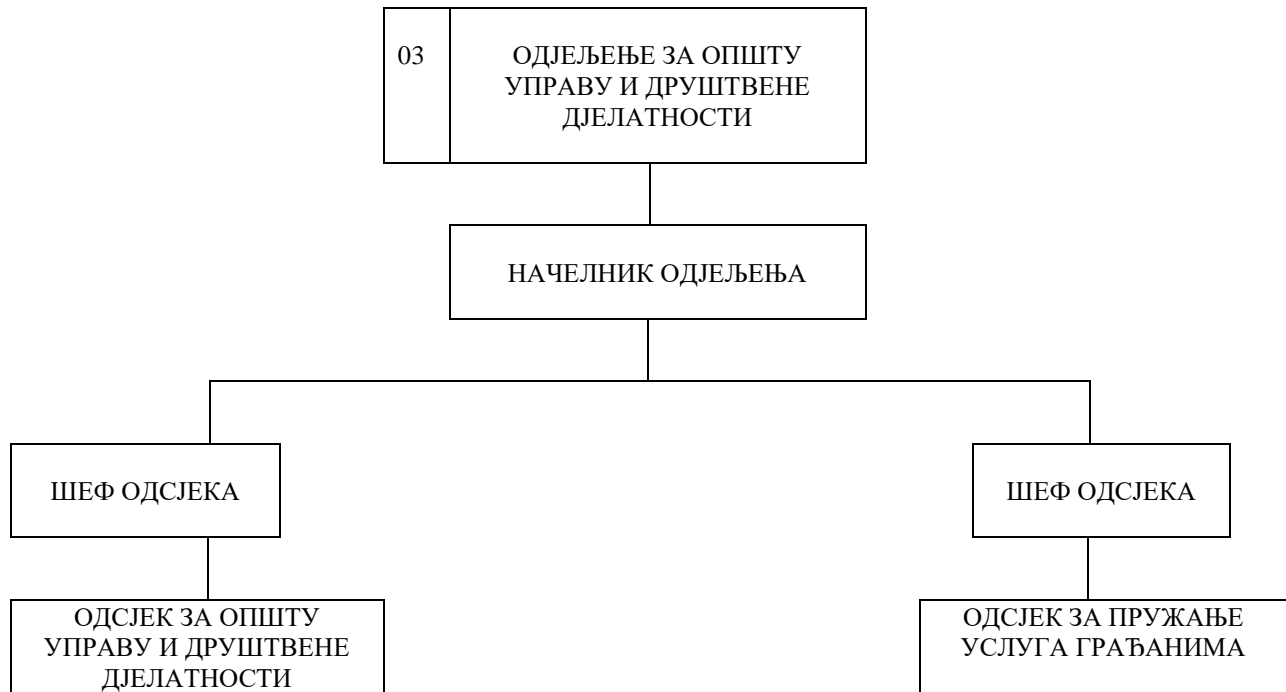 03
ОДЈЕЉЕЊЕ ЗА ОПШТУ
УПРАВУ И ДРУШТВЕНЕ
ДЈЕЛАТНОСТИ
НАЧЕЛНИК ОДЈЕЉЕЊА
ШЕФ ОДСЈЕКА
ШЕФ ОДСЈЕКА
ОДСЈЕК ЗА ОПШТУ
УПРАВУ И ДРУШТВЕНЕ
ДЈЕЛАТНОСТИ
ОДСЈЕК ЗА ПРУЖАЊЕ
УСЛУГА ГРАЂАНИМА